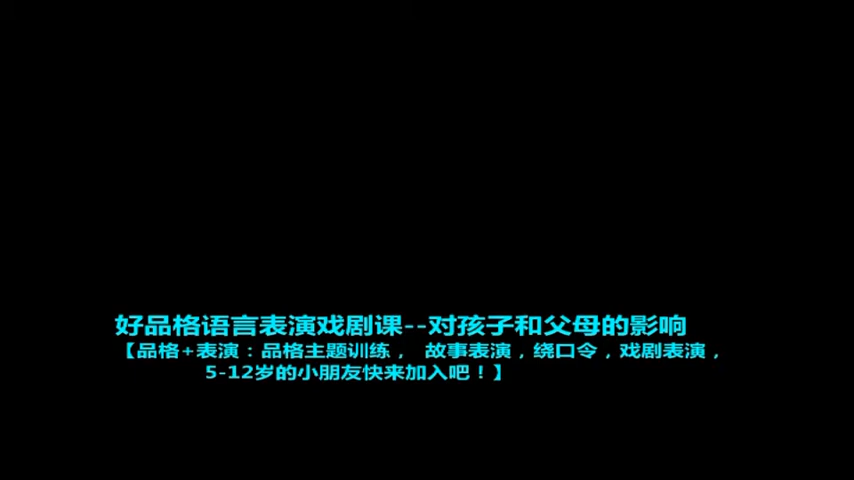 好品格语言表演戏剧课--对孩子和父母的影响
【品格+表演：品格主题训练， 故事表演，绕口令，戏剧表演，
5-12岁的小朋友快来加入吧！】